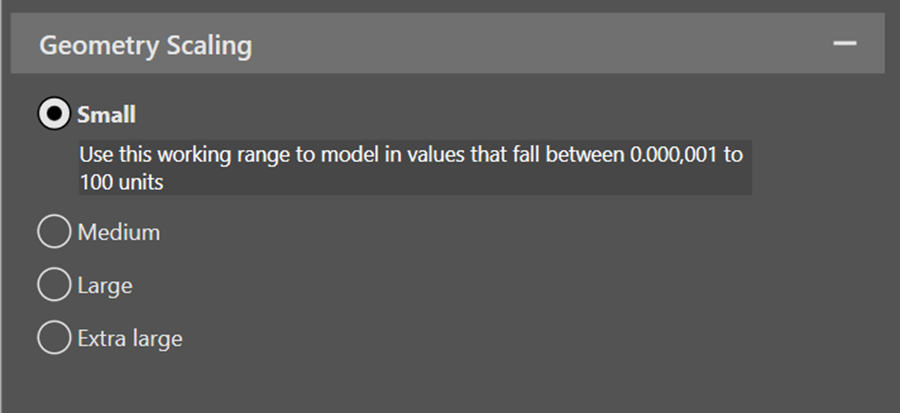 Geometry Scaling
Small
Use this working range to model in values that fall between 0.000,001 to
100 units
Medium
Large
Extra large